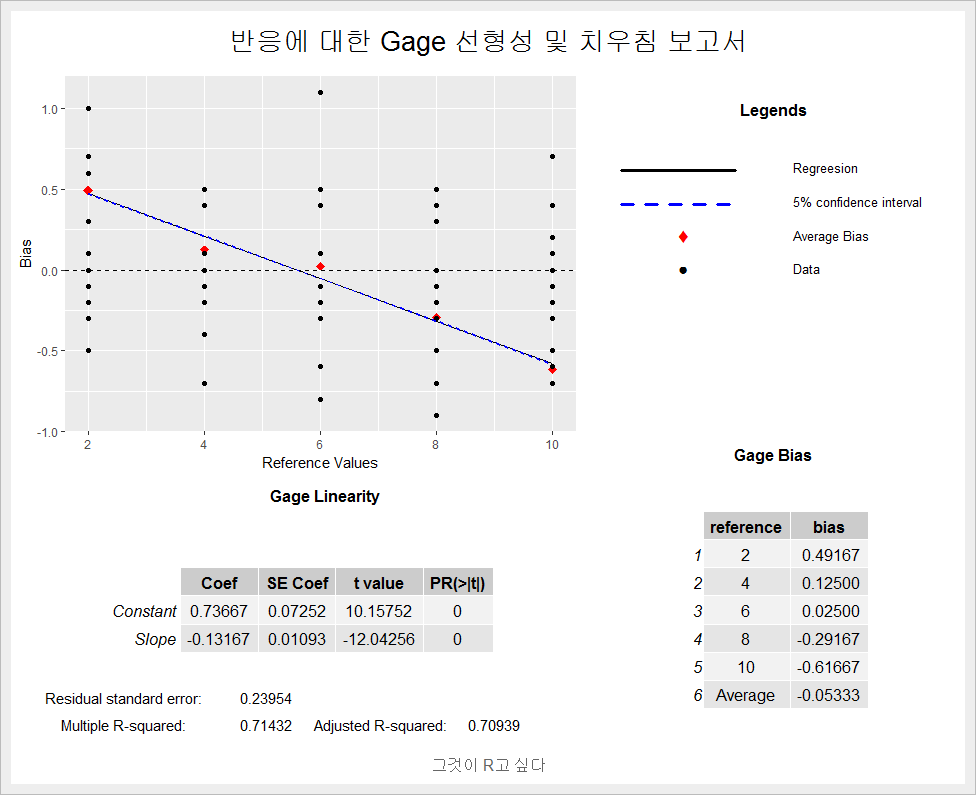 반응에 대한 Gage 선형성 및 치우침 보고서
1.0
0.5
0.0
-0.5
-1.0
Bias
2 4 6 8 10
Reference Values
Legends
Regreesion
5% confidence interval
Average Bias
Data
Gage Linearity
Coef SE Coef t value PR(>|t|)
Constant 0.73667 0.07252 10.15752 0
Slope -0.13167 0.01093 -12.04256 0
Residual standard error: 0.23954
Multiple R-squared: 0.71432 Adjusted R-squared: 0.70939
Gage Bias
reference bias
1 2 0.49167
2 4 0.12500
3 6 0.02500
4 8 -0.29167
5 10 -0.61667
6 Average -0.05333
그것이 R고 싶다